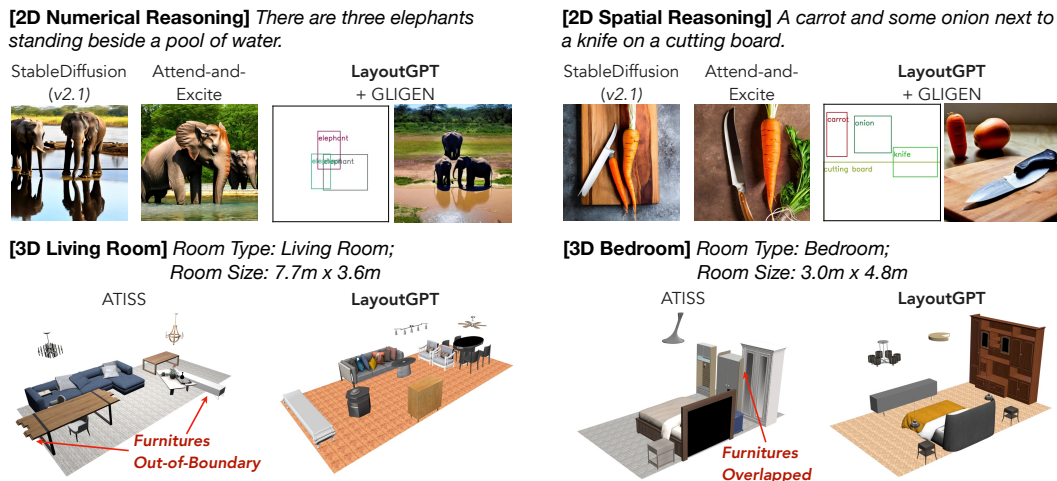 [2D Numerical Reasoning] There are three elephants
standing beside a pool of water.
StableDiffusion
(v2.1)
Attend-and-
Excite
LayoutGPT
+ GLIGEN
elephant
elephant
[2D Spatial Reasoning] A carrot and some onion next to
a knife on a cutting board.
StableDiffusion
(v2.1)
Attend-and-
Excite
LayoutGPT
+ GLIGEN
carrot
onion
knife
cutting board
[3D Living Room] Room Type: Living Room;
Room Size: 7.7m x 3.6m
ATISS
LayoutGPT
Furnitures
Out-of-Boundary
[3D Bedroom] Room Type: Bedroom;
Room Size: 3.0m x 4.8m
ATISS
LayoutGPT
Furnitures
Overlapped